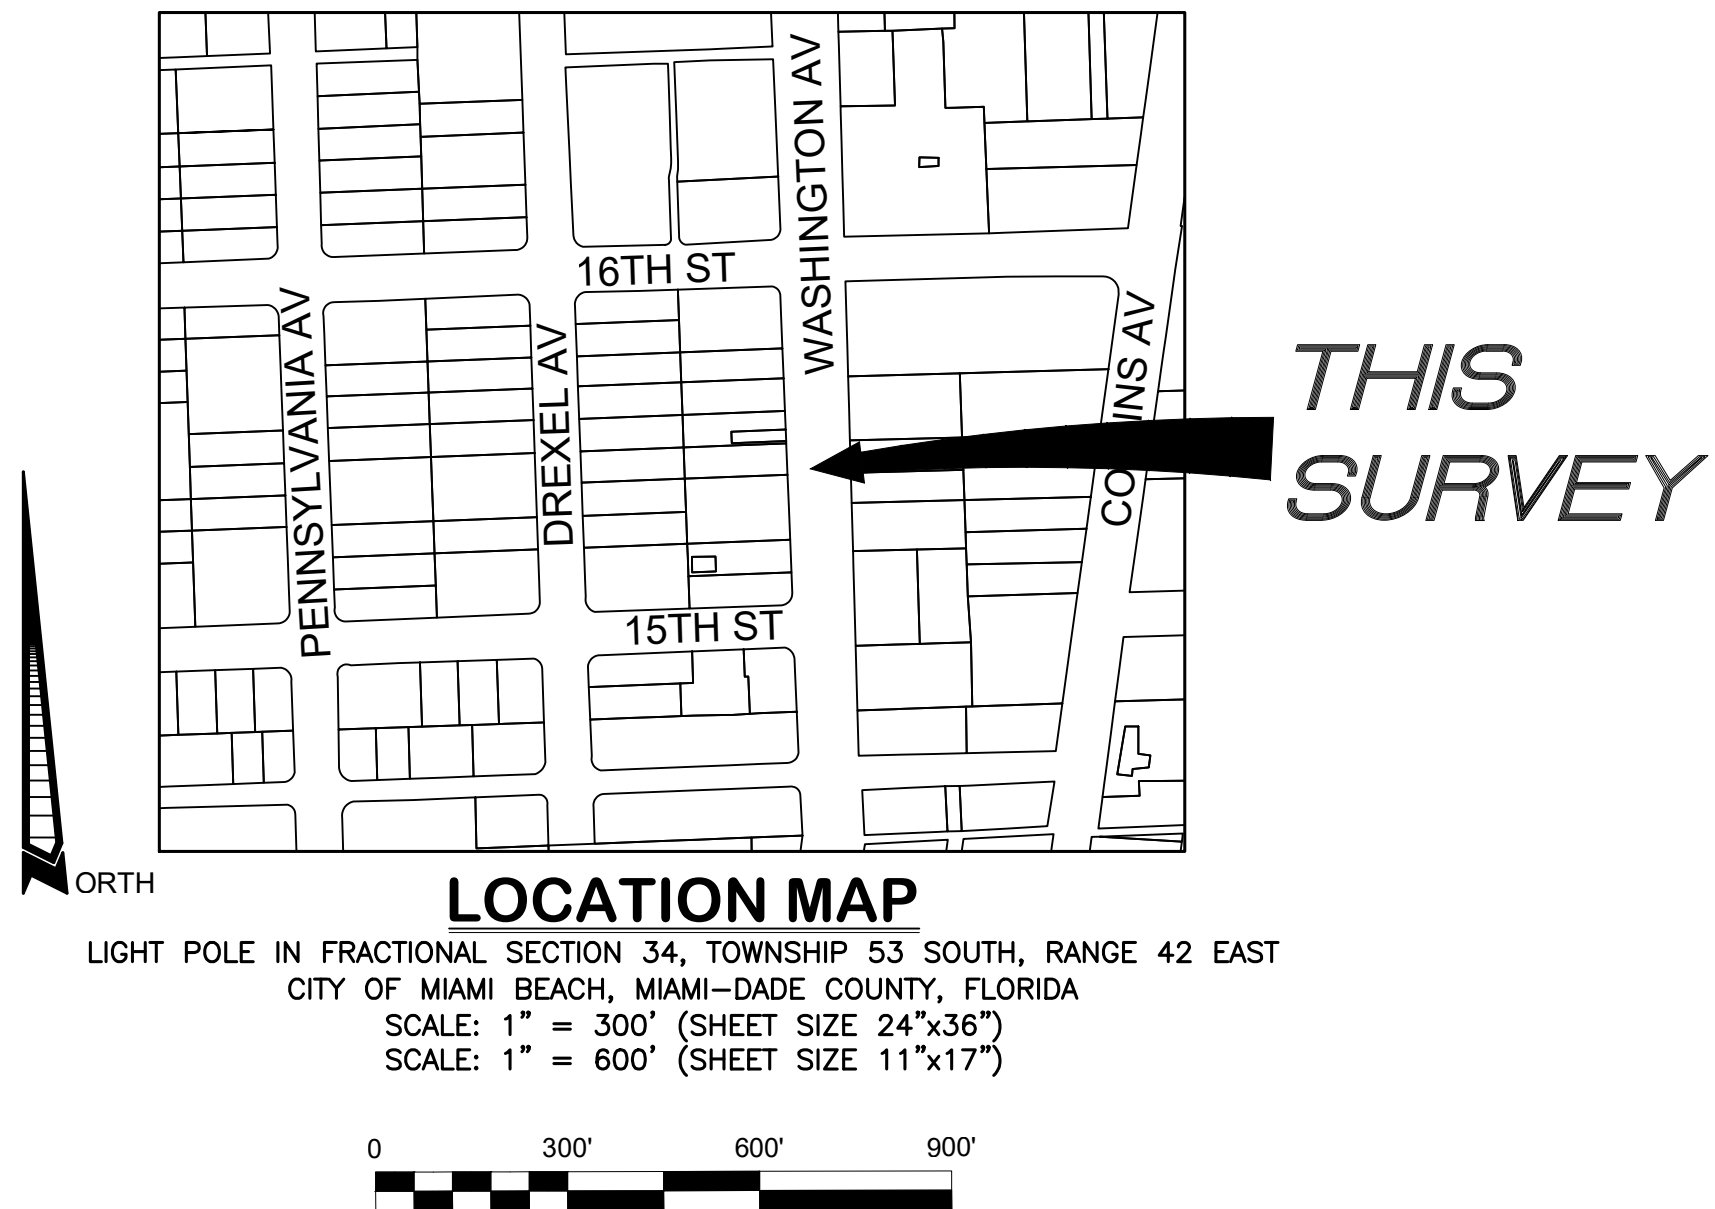 WASHINGTON AV
16TH ST
PENNSYLVANIA AV
DREXEL AV
COLLINS AV
THIS
SURVEY
15TH ST
ORTH
LOCATION MAP
LIGHT POLE IN FRACTIONAL SECTION 34, TOWNSHIP 53 SOUTH, RANGE 42 EAST
CITY OF MIAMI BEACH, MIAMI-DADE COUNTY, FLORIDA
SCALE: 1" = 300' (SHEET SIZE 24"x36")
SCALE: 1" = 600' (SHEET SIZE 11"x17")
0 300' 600' 900'